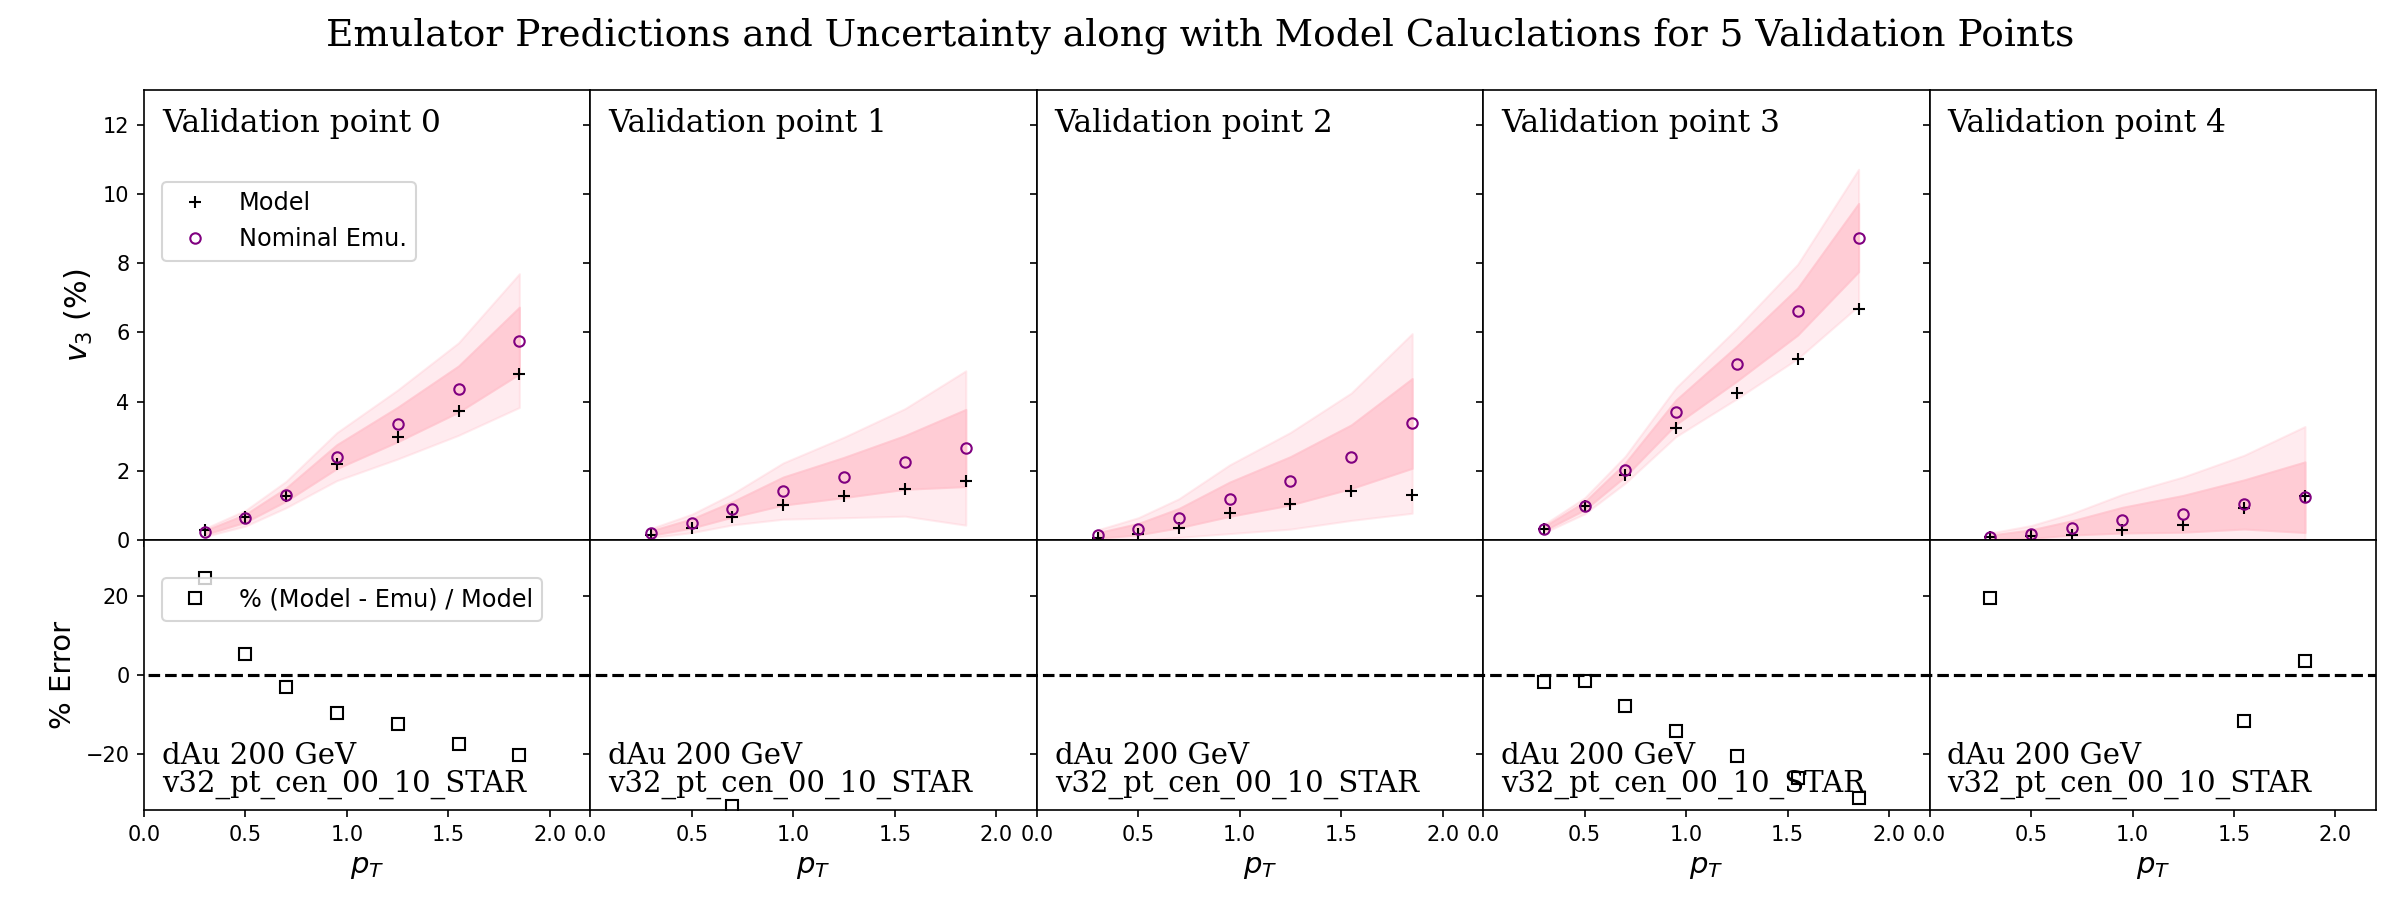 Emulator Predictions and Uncertainty along with Model Caluclations for 5 Validation Points
Validation point 0
Validation point 1
Validation point 2
Validation point 3
Validation point 4
12
10
8
6
4
2
0
v3 (%)
Model
Nominal Emu.
20
0
−20
% Error
% (Model - Emu) / Model
dAu 200 GeV
v32_pt_cen_00_10_STAR
dAu 200 GeV
v32_pt_cen_00_10_STAR
dAu 200 GeV
v32_pt_cen_00_10_STAR
dAu 200 GeV
v32_pt_cen_00_10_STAR
dAu 200 GeV
v32_pt_cen_00_10_STAR
0.0 0.5 1.0 1.5 2.0
0.0 0.5 1.0 1.5 2.0
0.0 0.5 1.0 1.5 2.0
0.0 0.5 1.0 1.5 2.0
0.0 0.5 1.0 1.5 2.0
pT
pT
pT
pT
pT